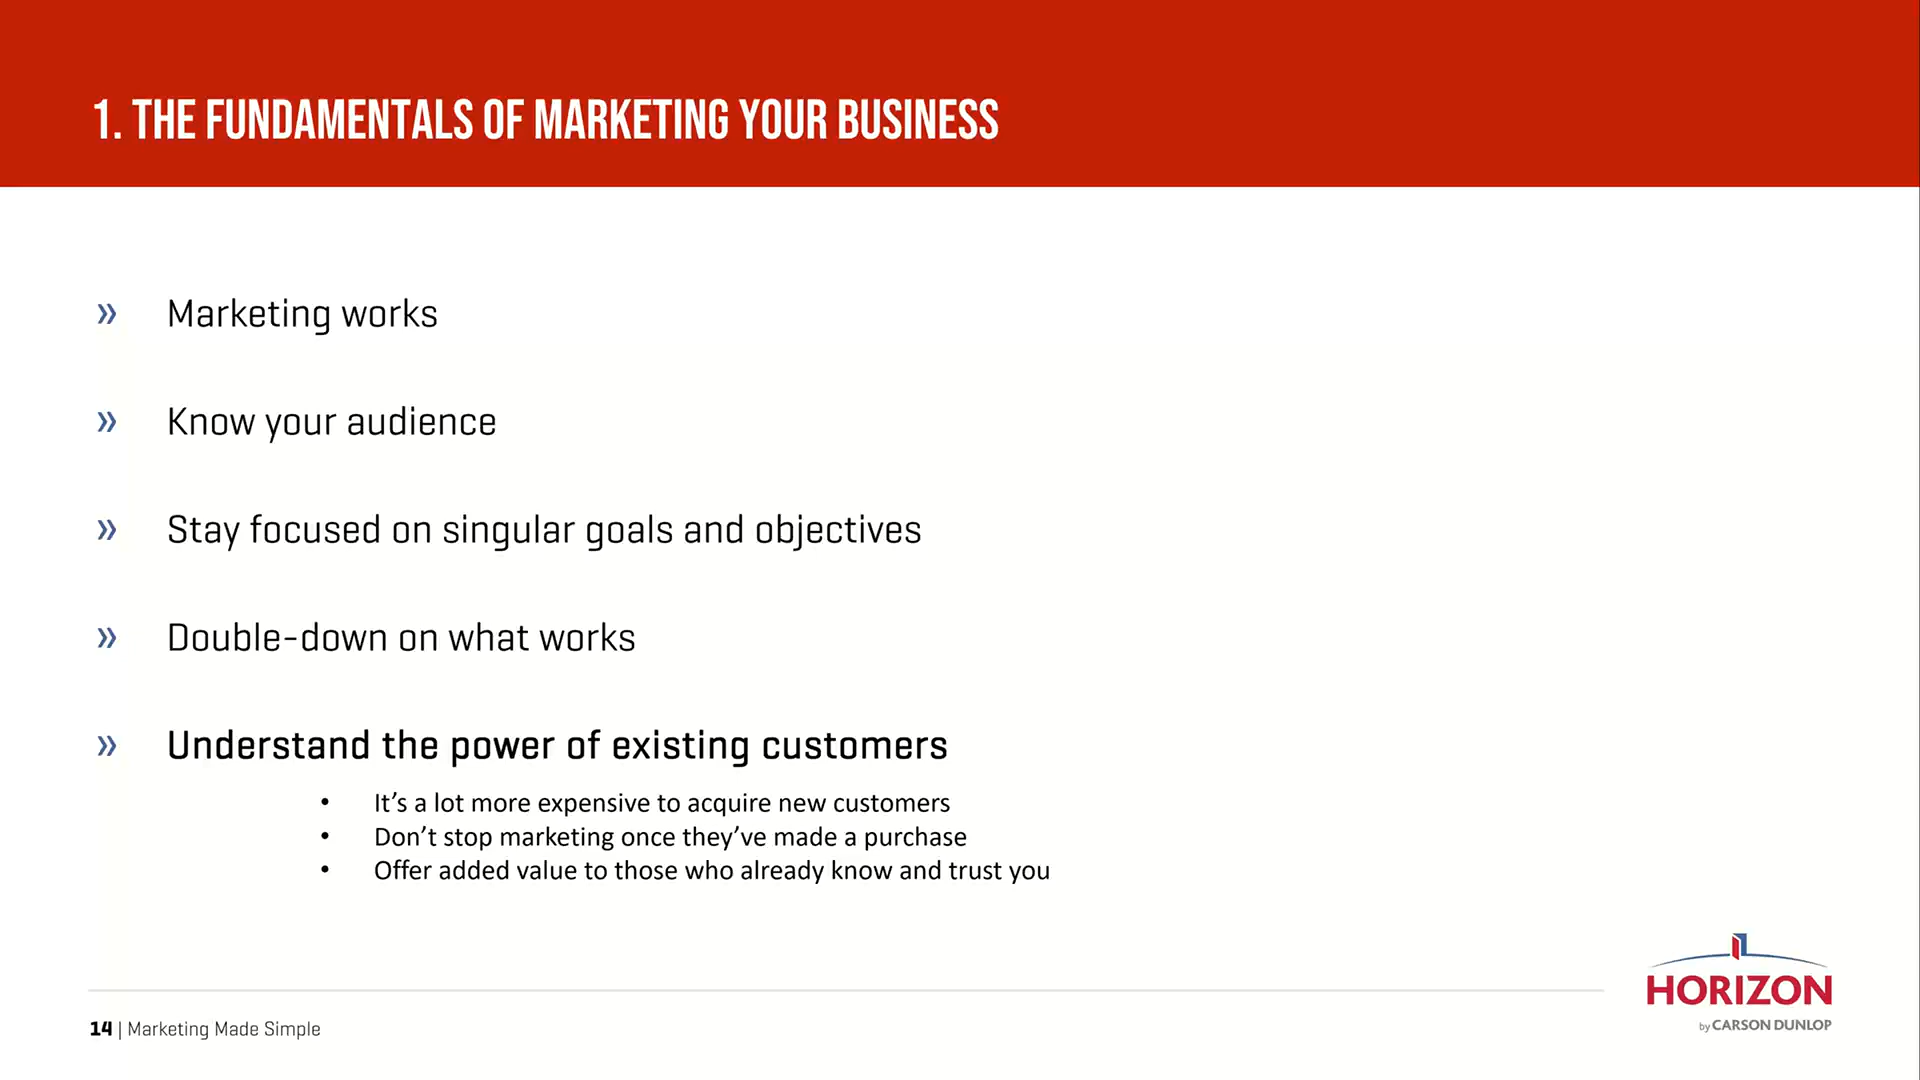 1. THE FUNDAMENTALS OF MARKETING YOUR BUSINESS
» Marketing works
» Know your audience
» Stay focused on singular goals and objectives
» Double-down on what works
» Understand the power of existing customers
• It’s a lot more expensive to acquire new customers
• Don’t stop marketing once they’ve made a purchase
• Offer added value to those who already know and trust you
HORIZON
by CARSON DUNLOP
14 | Marketing Made Simple